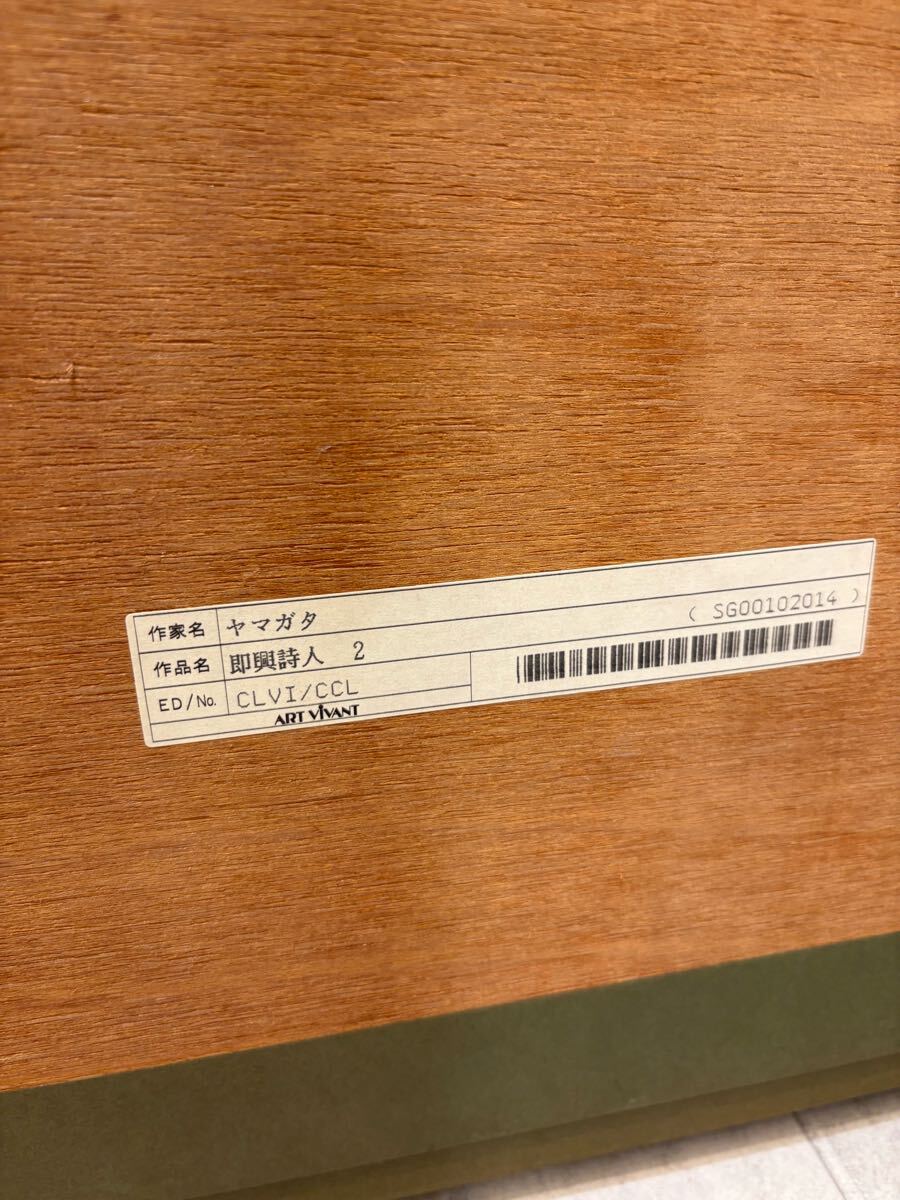 作家名 ヤマガタ
作品名 即興詩人 2 ( SG00102014 )
ED/No. CLVI/CCL
ART VIVANT